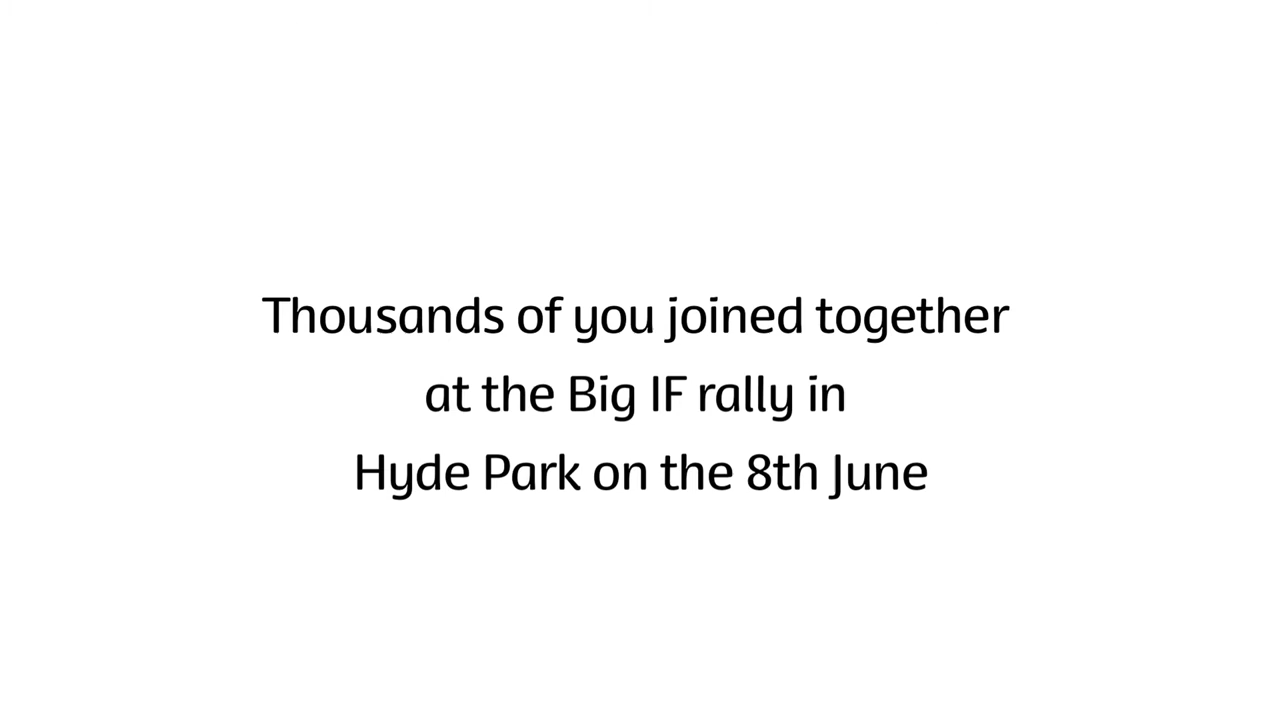 Thousands of you joined together
at the Big IF rally in
Hyde Park on the 8th June